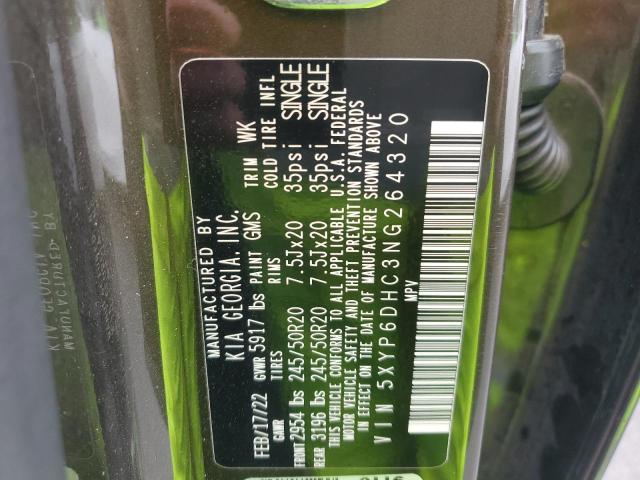 MANUFACTURED BY
KIA GEORGIA, INC.
FEB/17/22 GVWR 5917 lbs PAINT GMS TRIM WK
GAWR TIRES RIMS COLD TIRE INFL
FRONT 2954 lbs 245/50R20 7.5Jx20 35psi SINGLE
REAR 3196 lbs 245/50R20 7.5Jx20 35psi SINGLE
THIS VEHICLE CONFORMS TO ALL APPLICABLE U.S.A. FEDERAL
MOTOR VEHICLE SAFETY AND THEFT PREVENTION STANDARDS
IN EFFECT ON THE DATE OF MANUFACTURE SHOWN ABOVE
VIN 5XYP6DHC3NG264320
MPV